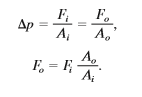 Δp = F_i / A_i = F_o / A_o,
F_o = F_i A_o / A_i.